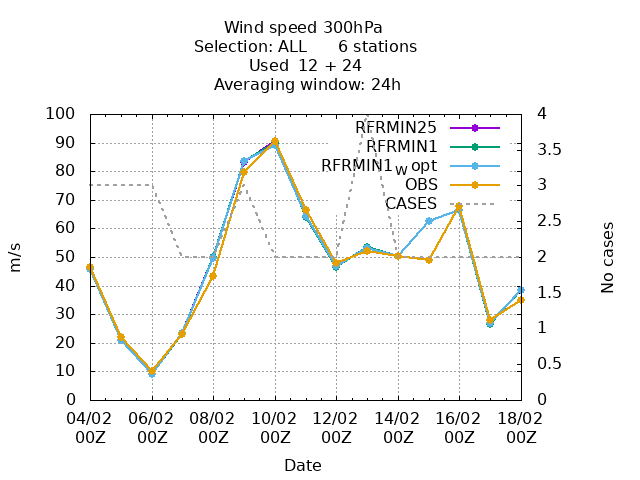 Wind speed 300hPa
Selection: ALL      6 stations
Used  12 + 24
Averaging window: 24h
100
90
80
70
60
50
40
30
20
10
0
m/s
4
3.5
3
2.5
2
1.5
1
0.5
0
No cases
RFRMIN25
RFRMIN1
RFRMIN1w opt
OBS
CASES
04/02 06/02 08/02 10/02 12/02 14/02 16/02 18/02
00Z 00Z 00Z 00Z 00Z 00Z 00Z 00Z
Date